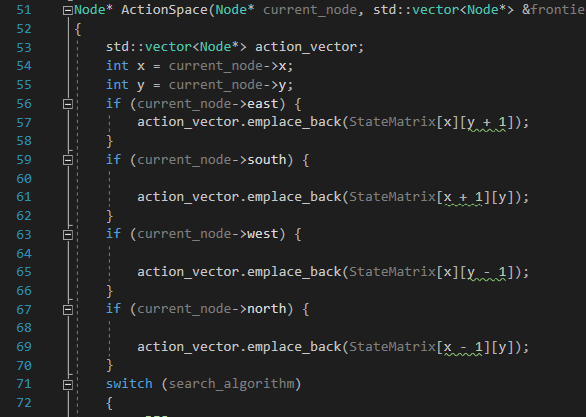 51 Node* ActionSpace(Node* current_node, std::vector<Node*> &frontie
52 {
53 std::vector<Node*> action_vector;
54 int x = current_node->x;
55 int y = current_node->y;
56 if (current_node->east) {
57 action_vector.emplace_back(StateMatrix[x][y + 1]);
58 }
59 if (current_node->south) {
60
61 action_vector.emplace_back(StateMatrix[x + 1][y]);
62 }
63 if (current_node->west) {
64
65 action_vector.emplace_back(StateMatrix[x][y - 1]);
66 }
67 if (current_node->north) {
68
69 action_vector.emplace_back(StateMatrix[x - 1][y]);
70 }
71 switch (search_algorithm)
72 {